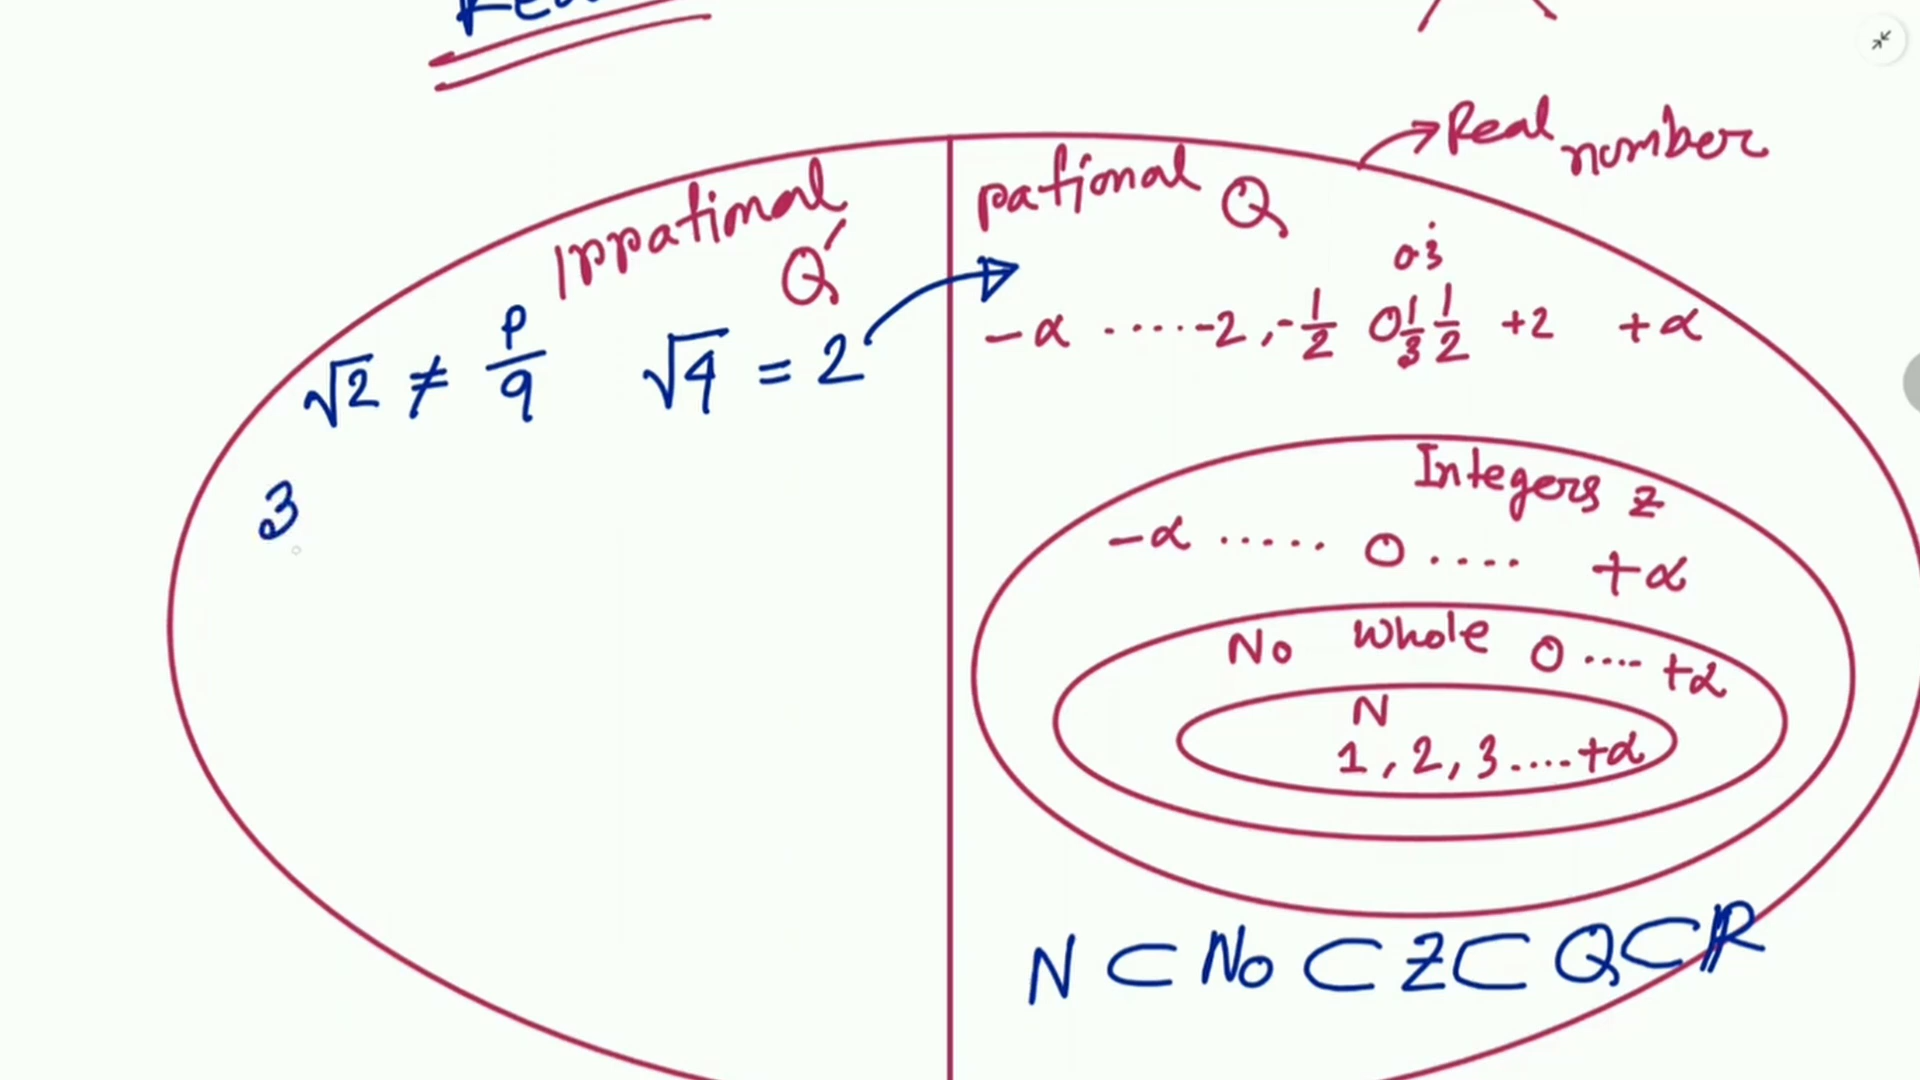 Real number
Irrational
Q'
rational Q
0.3̇
-α ·····-2, -1/2 0 1/3 1/2 +2 +α
√2 ≠ p/q √4 = 2
3
Integers Z
-α ····· 0 ····· +α
No Whole 0 ····· +α
N
1, 2, 3.....+α
N ⊂ No ⊂ Z ⊂ Q ⊂ R